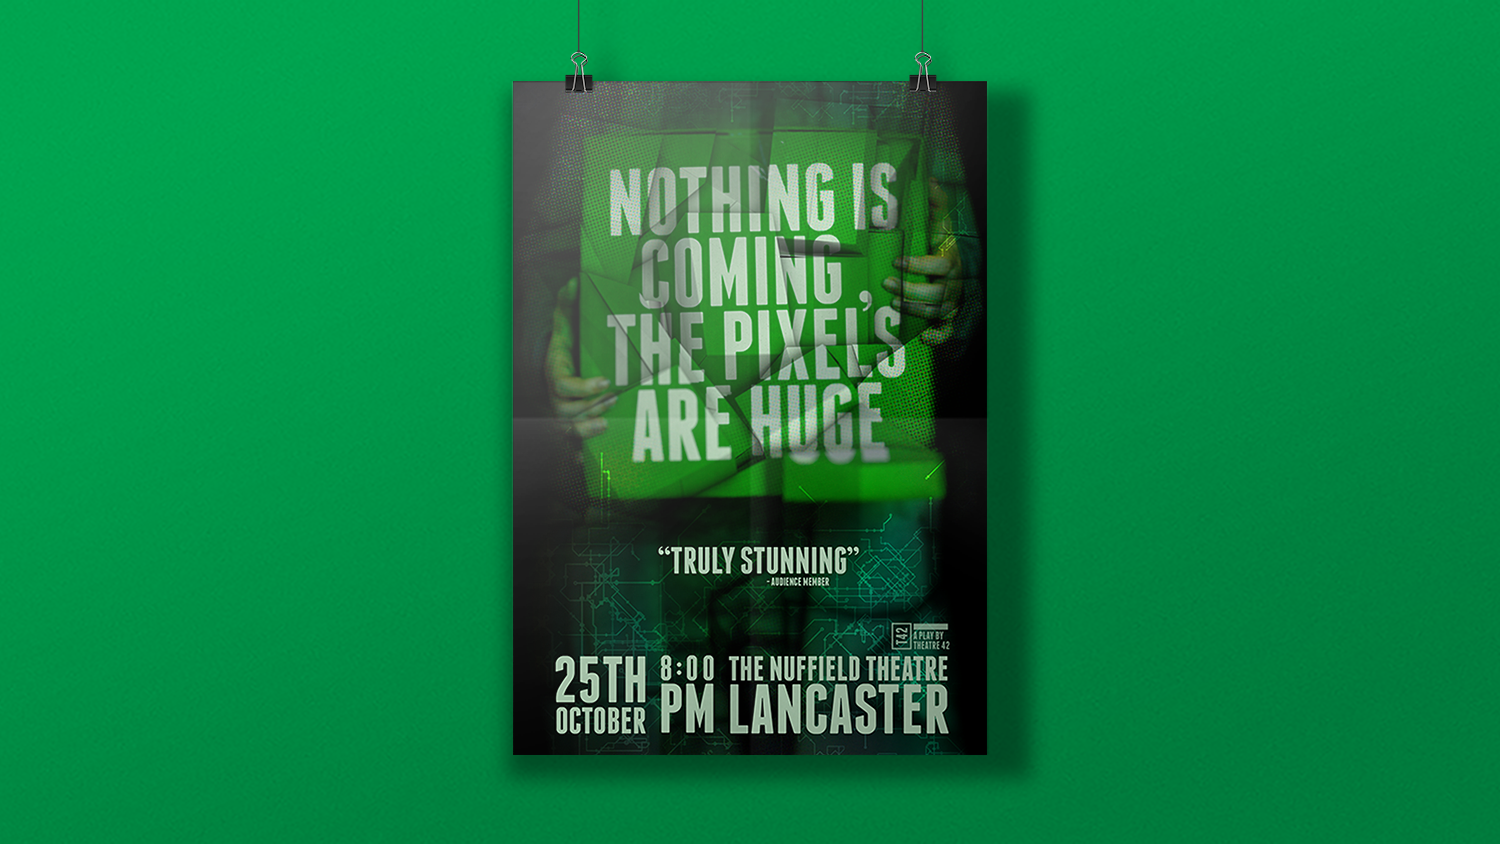 NOTHING IS
COMING,
THE PIXELS
ARE HUGE
“TRULY STUNNING”
- AUDIENCE MEMBER
T42
A PLAY BY
THEATRE 42
25TH
OCTOBER
8:00
PM
THE NUFFIELD THEATRE
LANCASTER